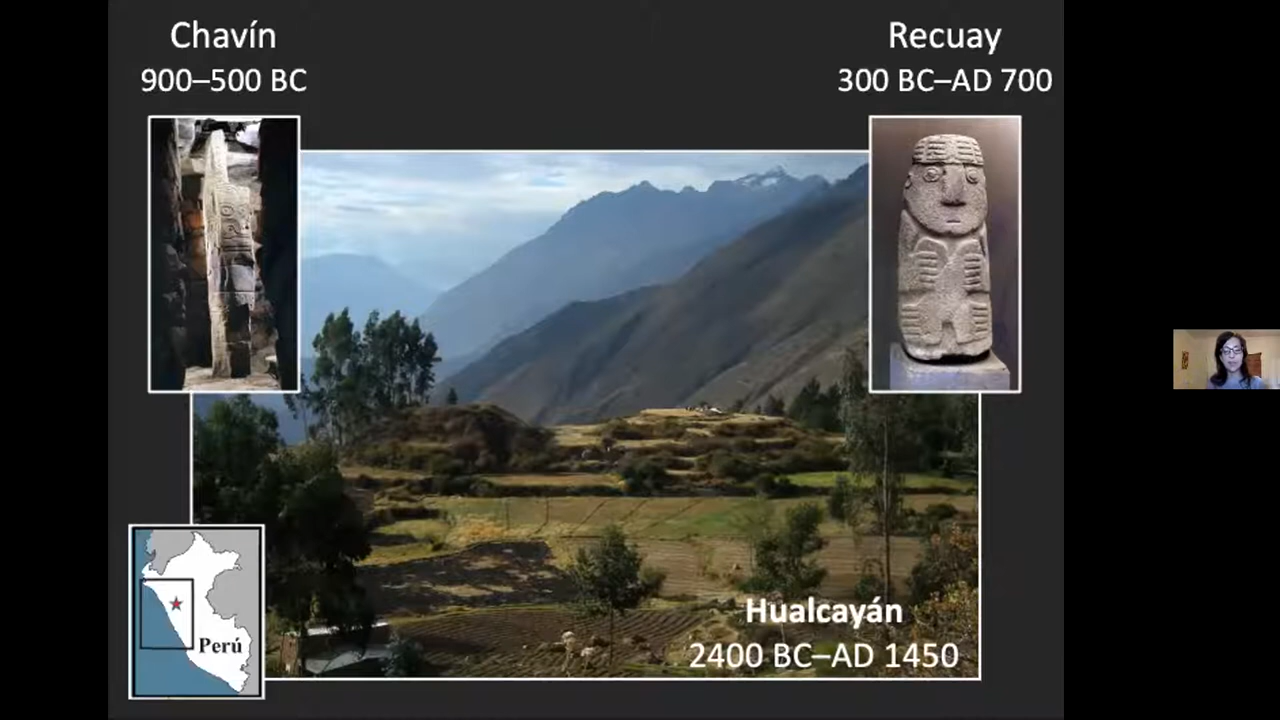 Chavín
900–500 BC
Recuay
300 BC–AD 700
Perú
Hualcayán
2400 BC–AD 1450